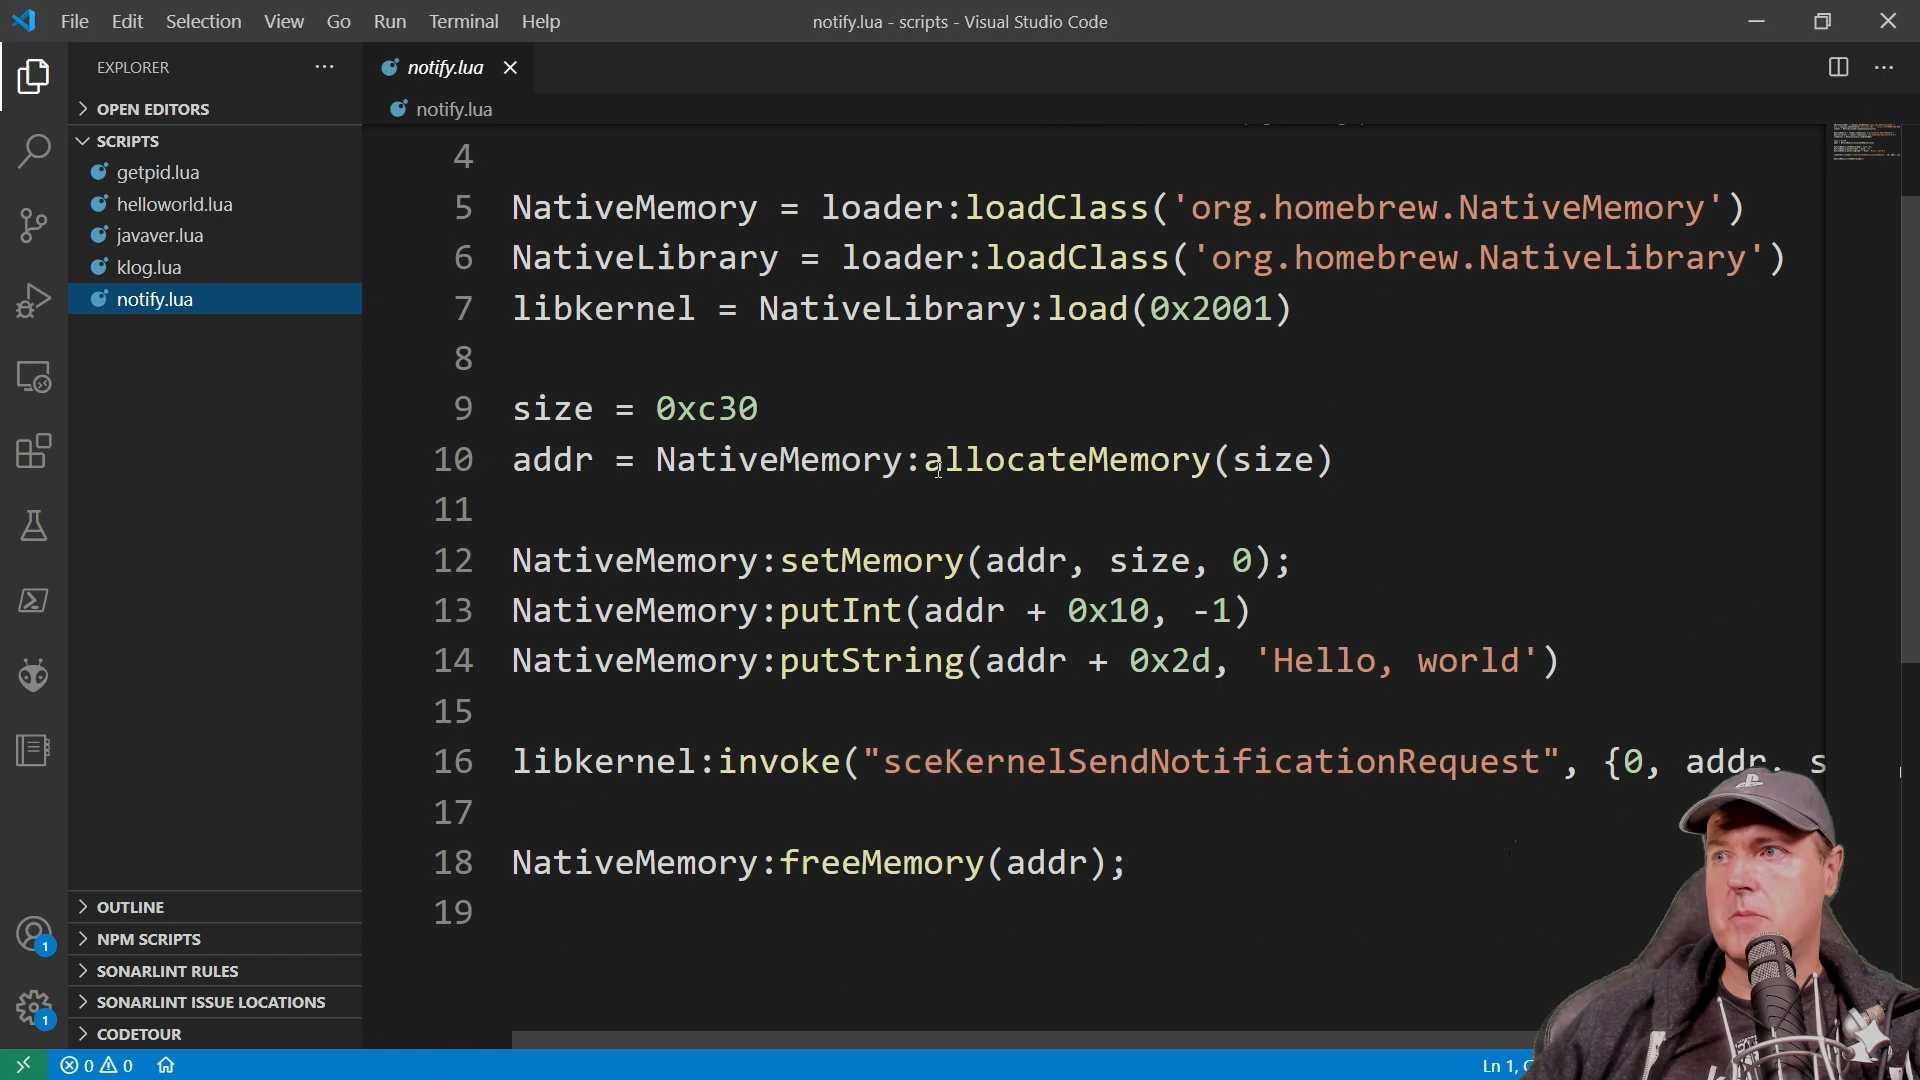 File Edit Selection View Go Run Terminal Help
notify.lua - scripts - Visual Studio Code
EXPLORER
notify.lua
OPEN EDITORS
notify.lua
SCRIPTS
getpid.lua
helloworld.lua
javaver.lua
klog.lua
notify.lua
4
5 NativeMemory = loader:loadClass('org.homebrew.NativeMemory')
6 NativeLibrary = loader:loadClass('org.homebrew.NativeLibrary')
7 libkernel = NativeLibrary:load(0x2001)
8
9 size = 0xc30
10 addr = NativeMemory:allocateMemory(size)
11
12 NativeMemory:setMemory(addr, size, 0);
13 NativeMemory:putInt(addr + 0x10, -1)
14 NativeMemory:putString(addr + 0x2d, 'Hello, world')
15
16 libkernel:invoke("sceKernelSendNotificationRequest", {0, addr, s
17
18 NativeMemory:freeMemory(addr);
19
OUTLINE
NPM SCRIPTS
SONARLINT RULES
SONARLINT ISSUE LOCATIONS
CODETOUR
1
1
0 0
Ln 1,